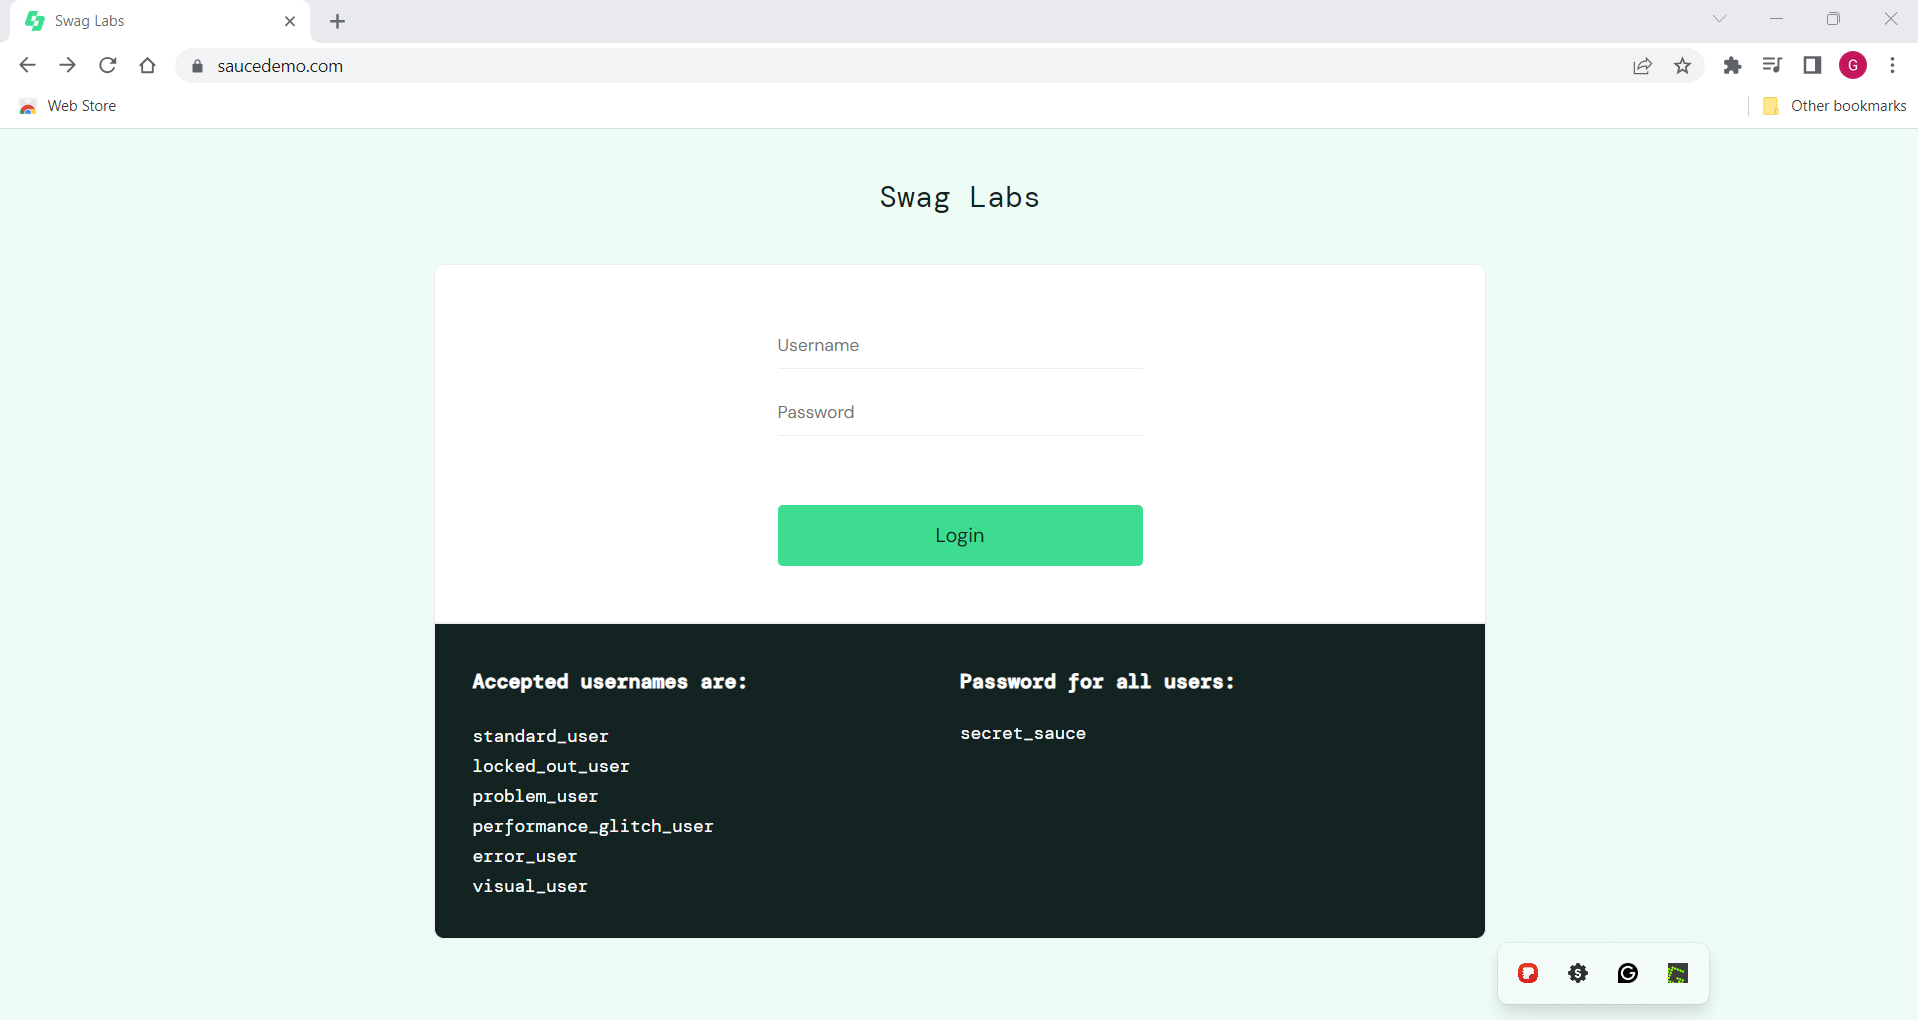 Swag Labs
saucedemo.com
G
Web Store
Other bookmarks
Swag Labs
Username
Password
Login
Accepted usernames are:
standard_user
locked_out_user
problem_user
performance_glitch_user
error_user
visual_user
Password for all users:
secret_sauce